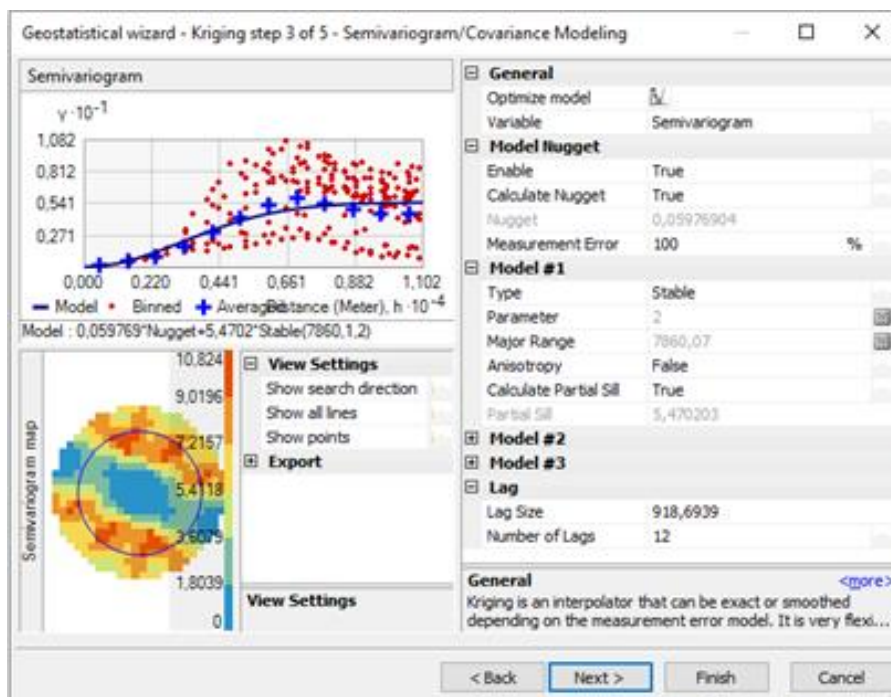 Geostatistical wizard - Kriging step 3 of 5 - Semivariogram/Covariance Modeling
Semivariogram
γ·10⁻¹
1,082
0,812
0,541
0,271
0,000 0,220 0,441 0,661 0,882 1,102
Model Binned Averaged Distance (Meter), h·10⁻⁴
Model : 0,059769*Nugget+5,4702*Stable(7860,1,2)
Semivariogram map
10,824
9,0196
7,2157
5,4118
3,6079
1,8039
0
View Settings
Show search direction
Show all lines
Show points
Export
View Settings
General
Optimize model
Variable Semivariogram
Model Nugget
Enable True
Calculate Nugget True
Nugget 0,05976904
Measurement Error 100 %
Model #1
Type Stable
Parameter 2
Major Range 7860,07
Anisotropy False
Calculate Partial Sill True
Partial Sill 5,470203
Model #2
Model #3
Lag
Lag Size 918,6939
Number of Lags 12
General <more>
Kriging is an interpolator that can be exact or smoothed
depending on the measurement error model. It is very flexi...
< Back Next > Finish Cancel